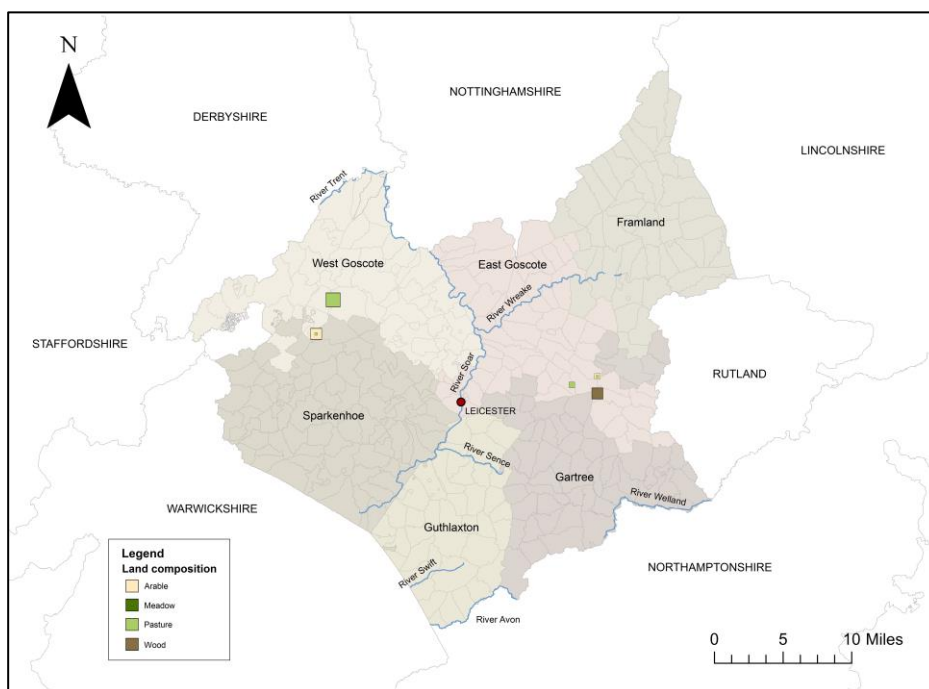 N
NOTTINGHAMSHIRE
DERBYSHIRE
LINCOLNSHIRE
River Trent
Framland
West Goscote
East Goscote
River Wreake
STAFFORDSHIRE
River Soar
RUTLAND
LEICESTER
Sparkenhoe
River Sence
Gartree
River Welland
WARWICKSHIRE
Guthlaxton
Legend
Land composition
Arable
Meadow
Pasture
Wood
River Swift
NORTHAMPTONSHIRE
River Avon
0 5 10 Miles